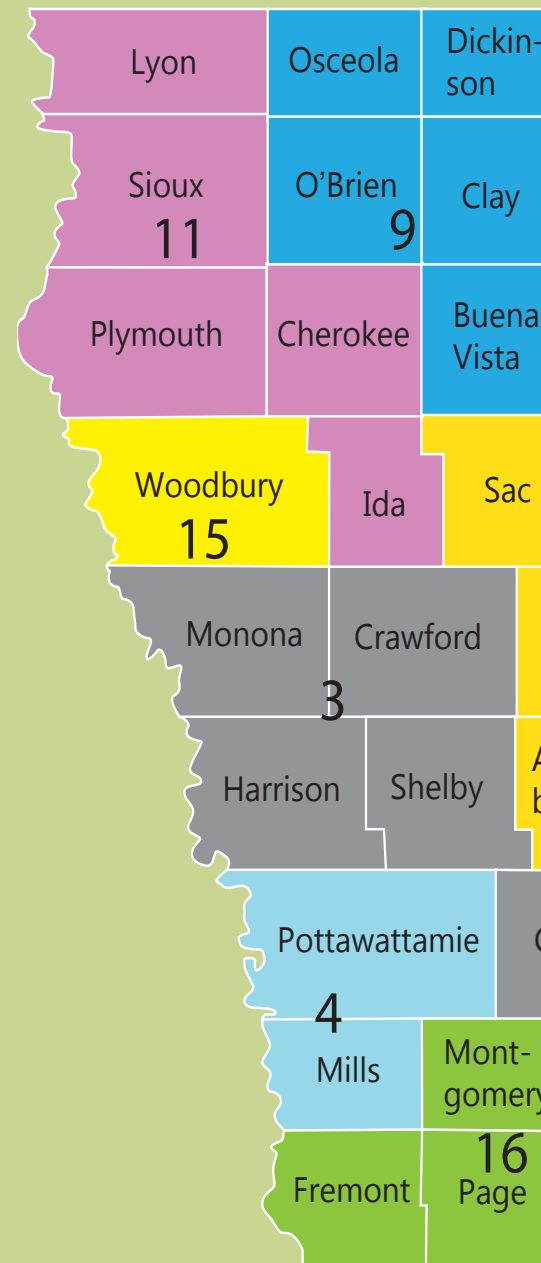 Lyon
Osceola
Dickin-
son
Sioux
11
O'Brien
9
Clay
Plymouth
Cherokee
Buena
Vista
Woodbury
15
Ida
Sac
Monona
Crawford
3
Harrison
Shelby
Pottawattamie
4
Mills
Mont-
gomery
16
Fremont
Page